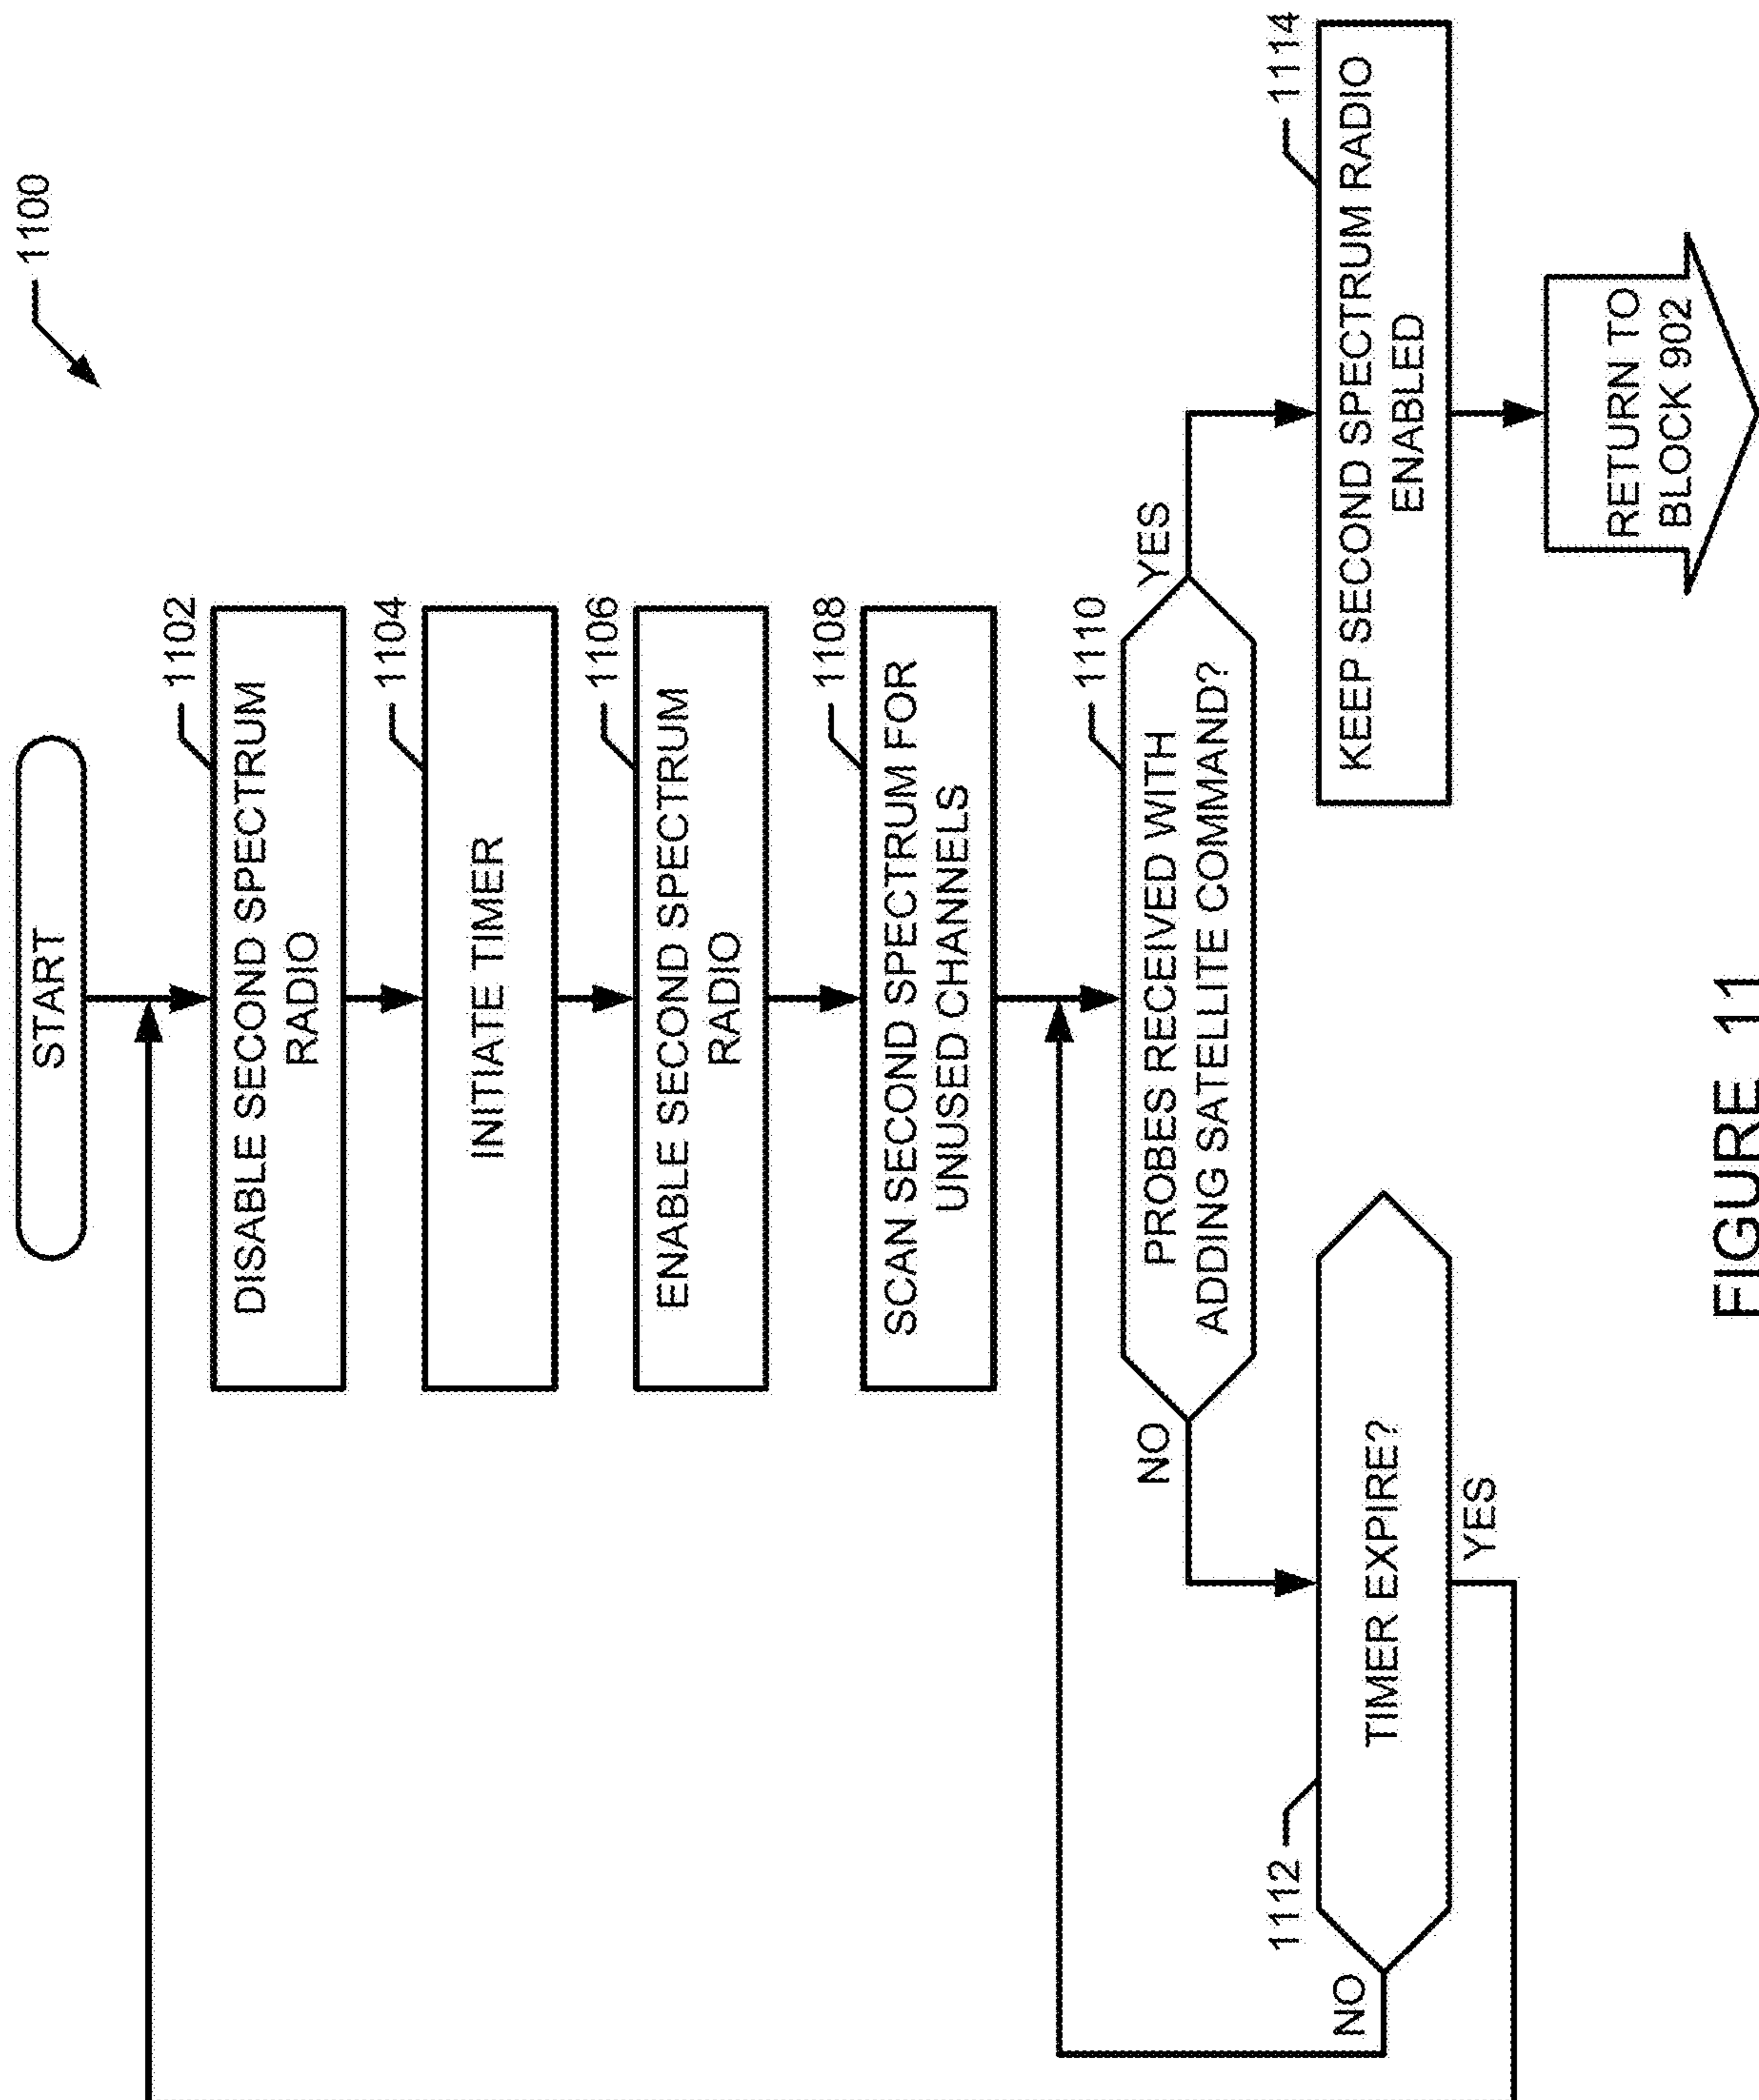 1100
START
1102
DISABLE SECOND SPECTRUM
RADIO
1104
INITIATE TIMER
1106
ENABLE SECOND SPECTRUM
RADIO
1108
SCAN SECOND SPECTRUM FOR
UNUSED CHANNELS
1110
PROBES RECEIVED WITH
ADDING SATELLITE COMMAND?
NO
YES
1112
TIMER EXPIRE?
NO
YES
1114
KEEP SECOND SPECTRUM RADIO
ENABLED
RETURN TO
BLOCK 902
FIGURE 11